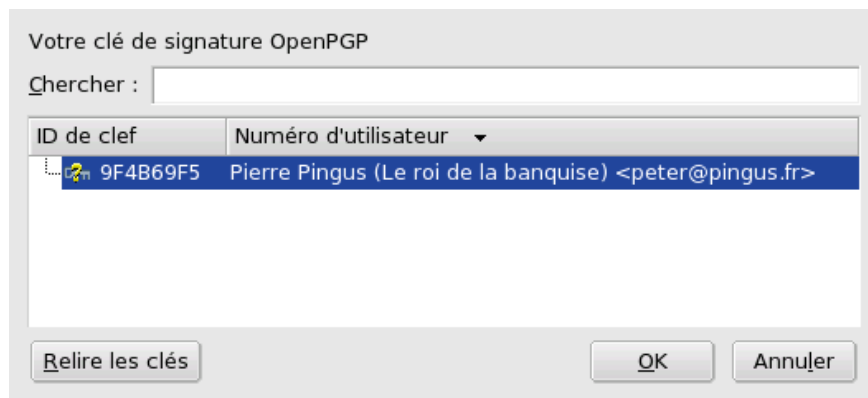 Votre clé de signature OpenPGP
Chercher :
ID de clef Numéro d'utilisateur
9F4B69F5 Pierre Pingus (Le roi de la banquise) <peter@pingus.fr>
Relire les clés OK Annuler